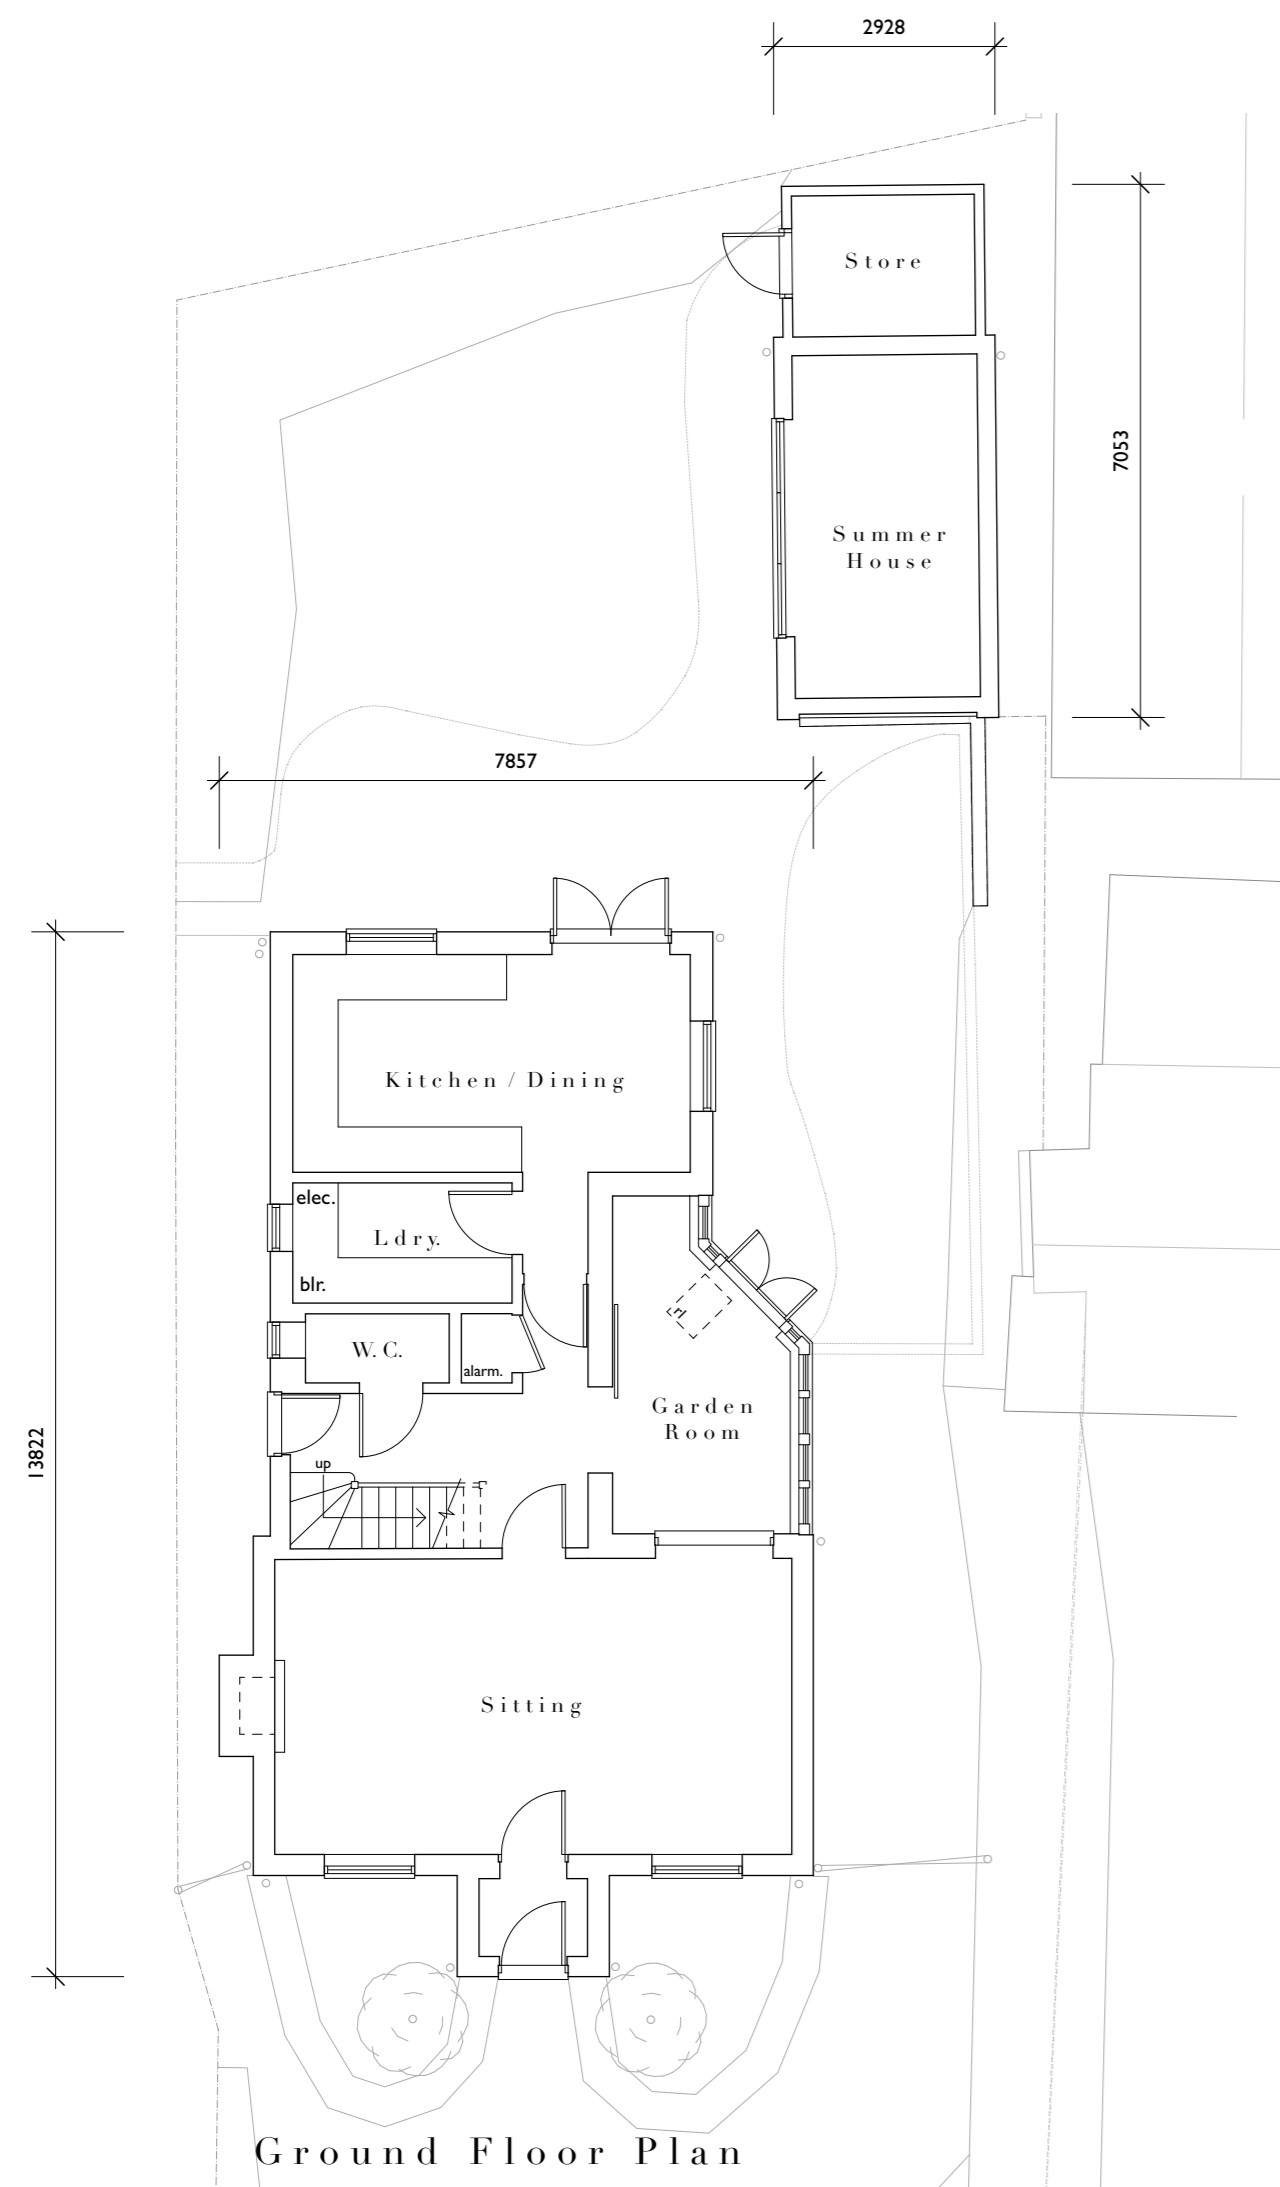 2928
Store
7053
Summer
House
7857
Kitchen / Dining
elec.
Ldry.
blr.
W.C.
alarm.
Garden
Room
13822
up
Sitting
Ground Floor Plan